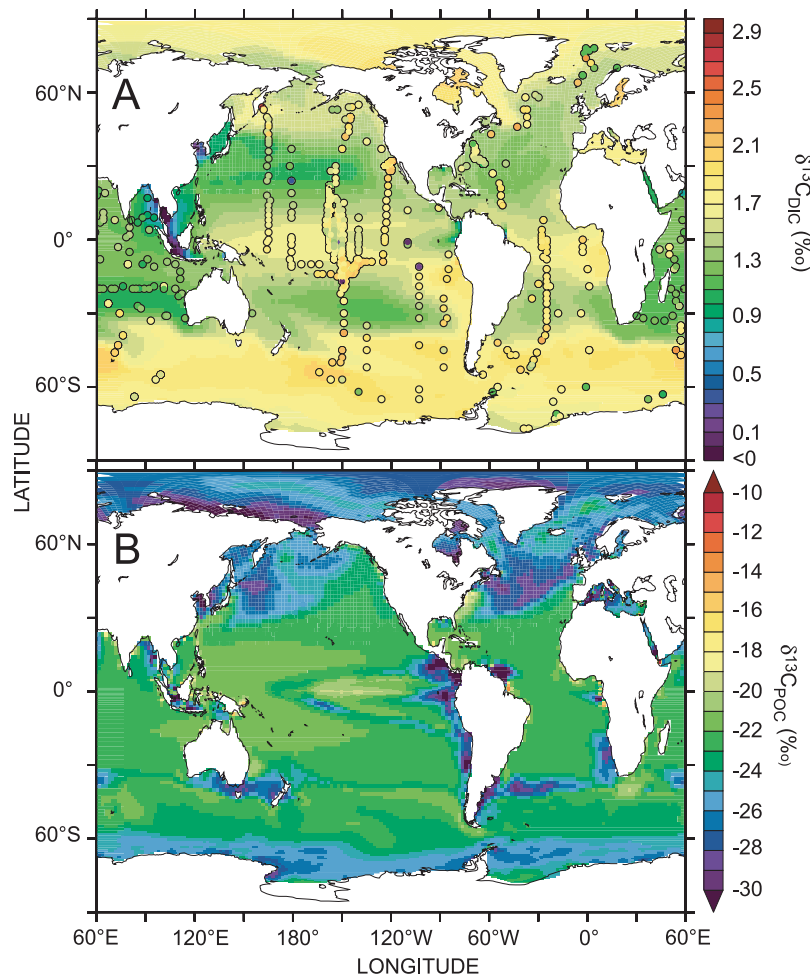 A
60°N
0°
60°S
2.9
2.5
2.1
1.7
1.3
0.9
0.5
0.1
<0
δ¹³C_DIC (‰)
LATITUDE
B
60°N
0°
60°S
-10
-12
-14
-16
-18
-20
-22
-24
-26
-28
-30
δ¹³C_POC (‰)
60°E 120°E 180° 120°W 60°W 0° 60°E
LONGITUDE